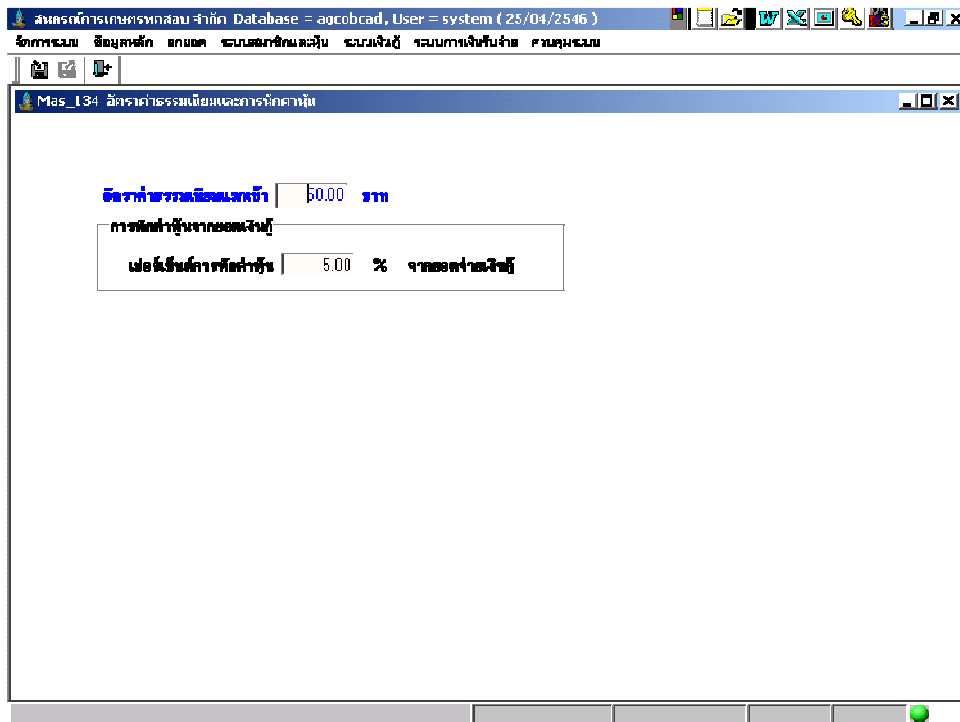 สหกรณ์การเกษตรทดสอบ จำกัด Database = agcobcad, User = system ( 25/04/2546 )
จัดการระบบ ข้อมูลหลัก ยกยอด ระบบสมาชิกและหุ้น ระบบเงินกู้ ระบบการเงินรับจ่าย ควบคุมระบบ
Mas_134 อัตราค่าธรรมเนียมและการหักค่าหุ้น
อัตราค่าธรรมเนียมแรกเข้า 50.00 บาท
การหักค่าหุ้นจากยอดเงินกู้
เปอร์เซ็นต์การหักค่าหุ้น 5.00 % จากยอดจ่ายเงินกู้